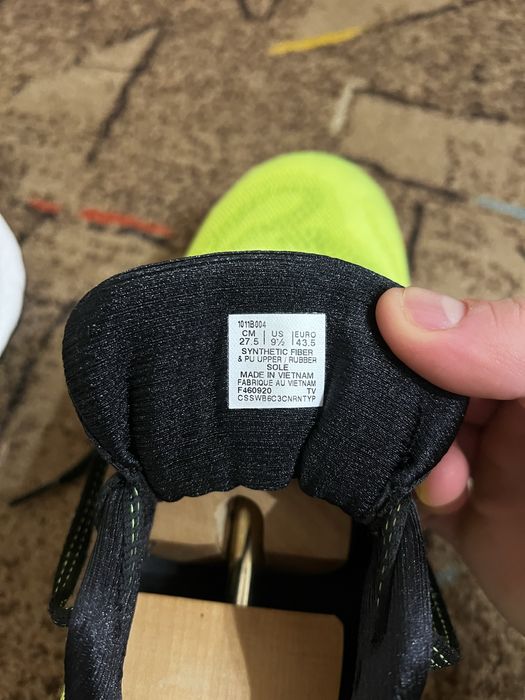 1011B004
CM | US | EURO
27.5 | 9½ | 43.5
SYNTHETIC FIBER
& PU UPPER / RUBBER
SOLE
MADE IN VIETNAM
FABRIQUE AU VIETNAM
F460920 TV
CSSWB6C3CNRNTYP